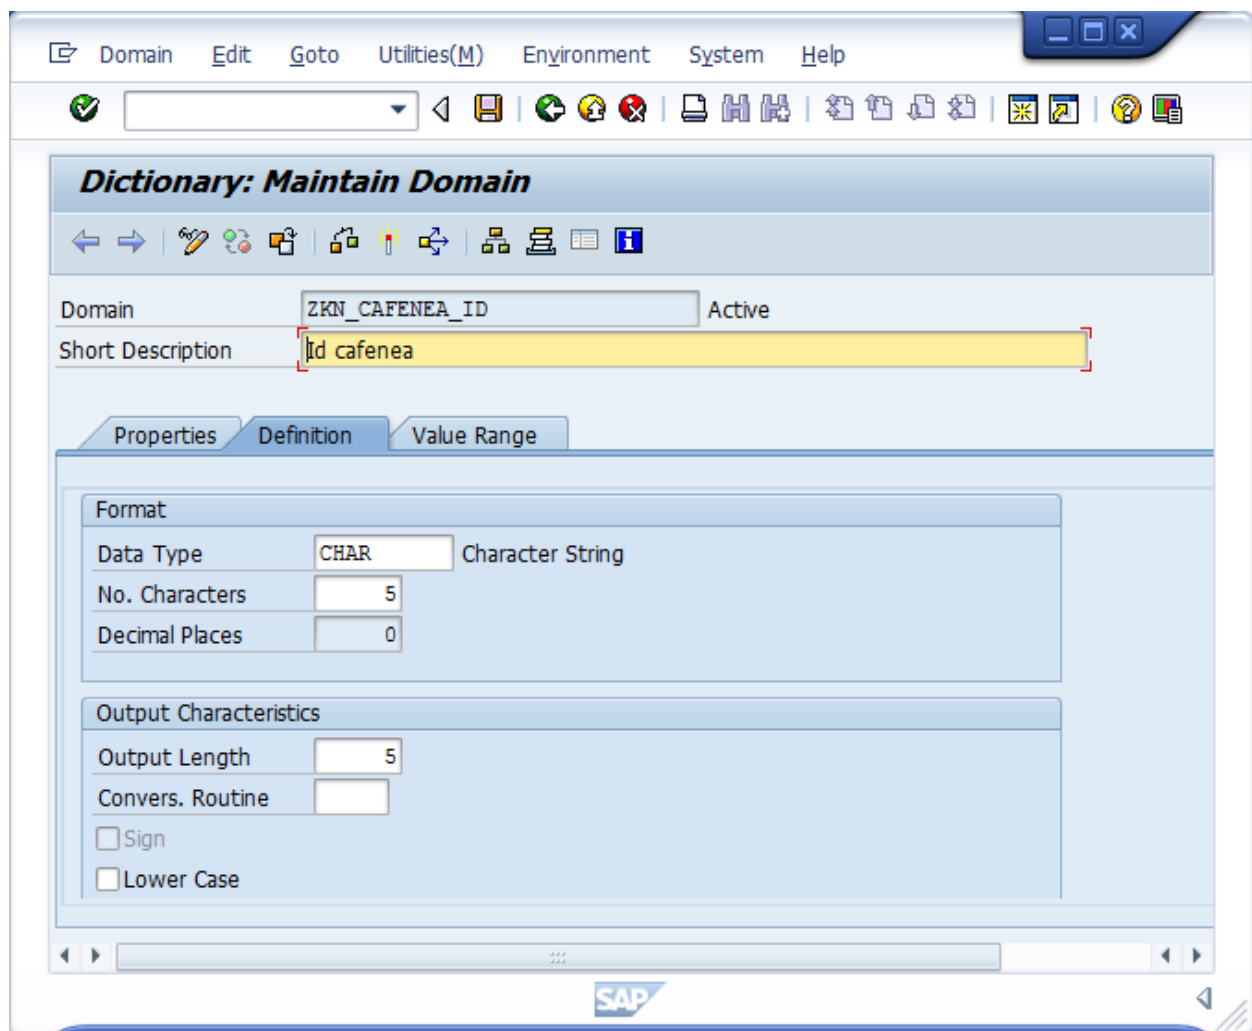 Domain Edit Goto Utilities(M) Environment System Help
Dictionary: Maintain Domain
Domain ZKN_CAFENEA_ID Active
Short Description Id cafenea
Properties Definition Value Range
Format
Data Type CHAR Character String
No. Characters 5
Decimal Places 0
Output Characteristics
Output Length 5
Convers. Routine
Sign
Lower Case
SAP